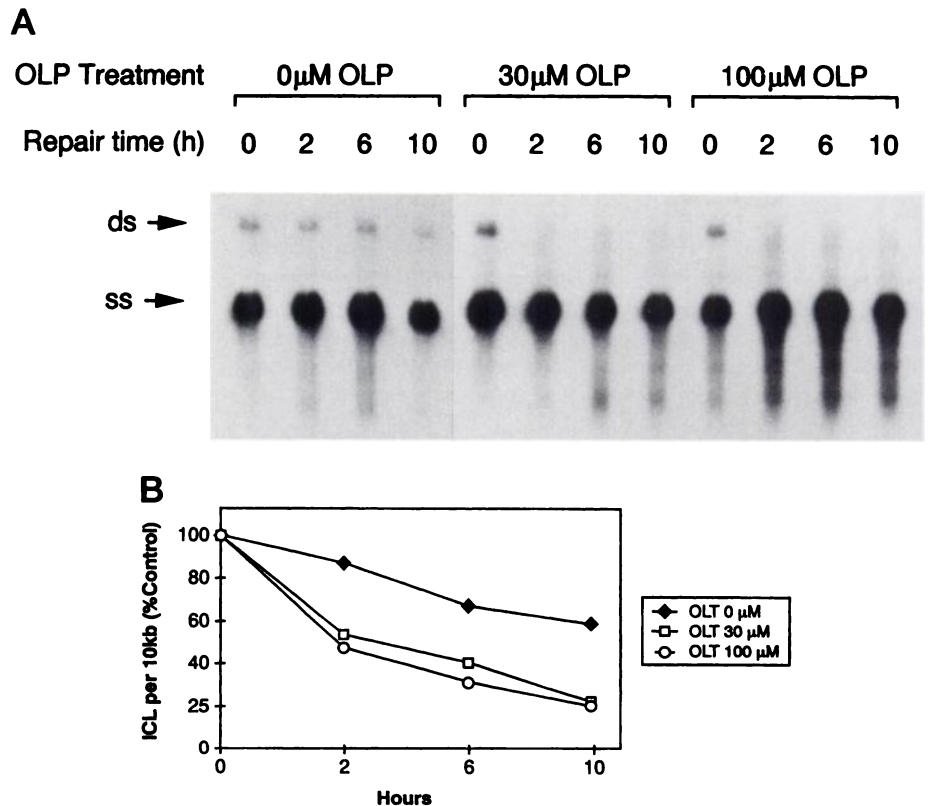 A
OLP Treatment 0μM OLP 30μM OLP 100μM OLP
Repair time (h) 0 2 6 10 0 2 6 10 0 2 6 10
ds
ss
B
ICL per 10kb (%Control)
100
80
60
40
25
0
0 2 6 10
Hours
OLT 0 μM
OLT 30 μM
OLT 100 μM